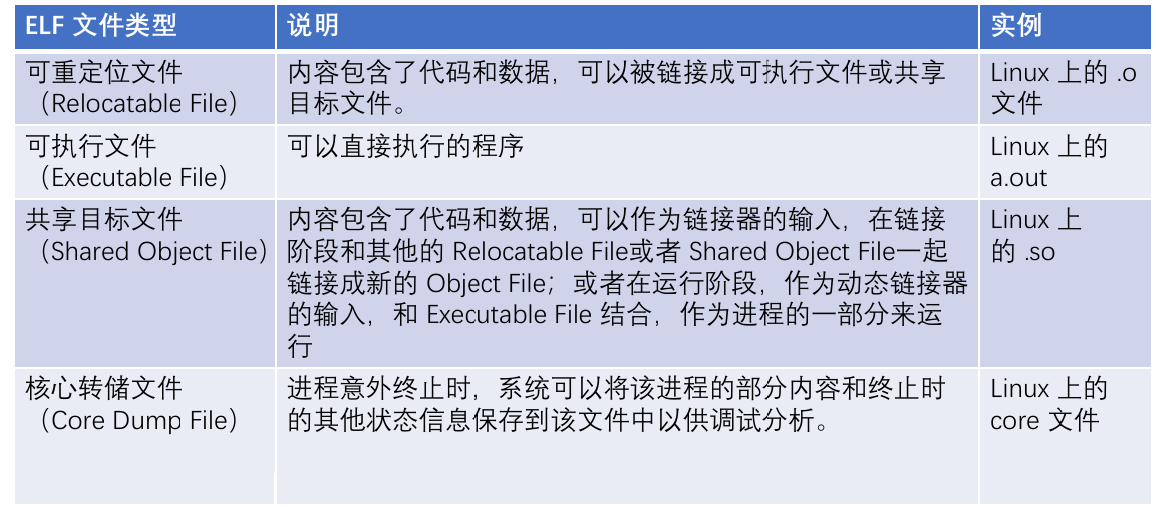 ELF 文件类型
说明
实例
可重定位文件
（Relocatable File）
内容包含了代码和数据，可以被链接成可执行文件或共享
目标文件。
Linux 上的 .o
文件
可执行文件
（Executable File）
可以直接执行的程序
Linux 上的
a.out
共享目标文件
（Shared Object File）
内容包含了代码和数据，可以作为链接器的输入，在链接
阶段和其他的 Relocatable File或者 Shared Object File一起
链接成新的 Object File；或者在运行阶段，作为动态链接器
的输入，和 Executable File 结合，作为进程的一部分来运
行
Linux 上
的 .so
核心转储文件
（Core Dump File）
进程意外终止时，系统可以将该进程的部分内容和终止时
的其他状态信息保存到该文件中以供调试分析。
Linux 上的
core 文件